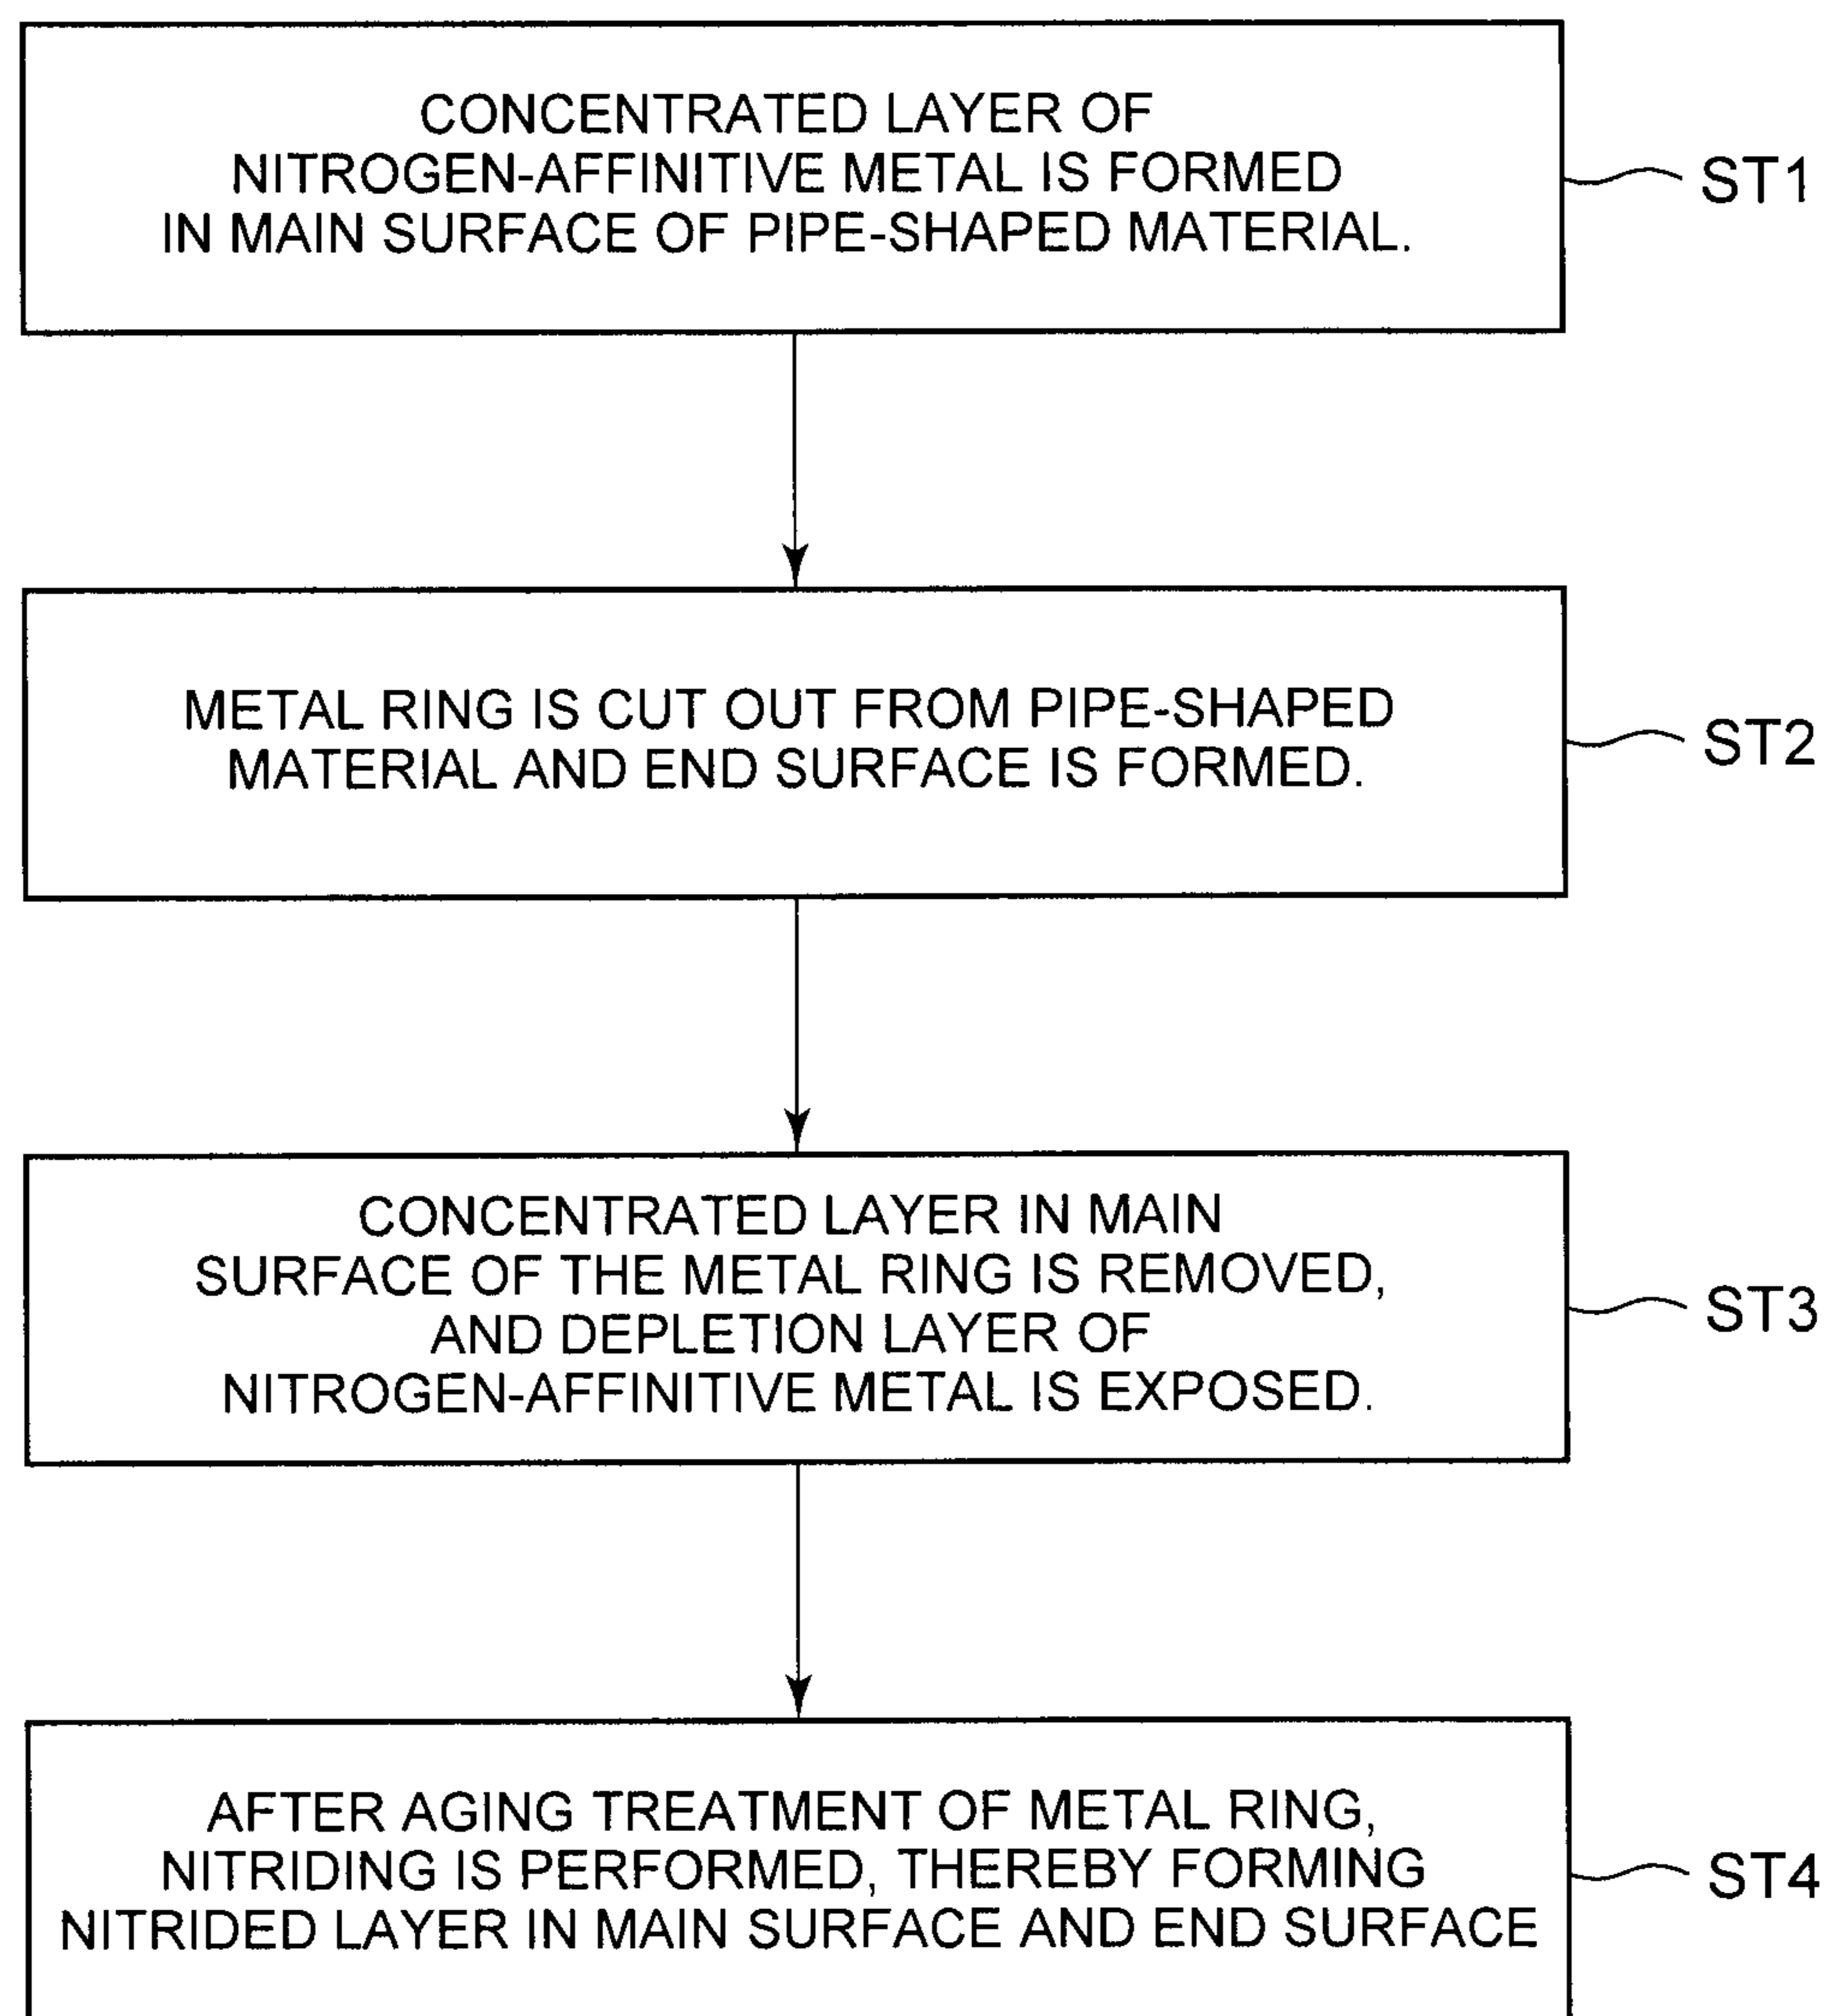 CONCENTRATED LAYER OF
NITROGEN-AFFINITIVE METAL IS FORMED
IN MAIN SURFACE OF PIPE-SHAPED MATERIAL.
ST1
METAL RING IS CUT OUT FROM PIPE-SHAPED
MATERIAL AND END SURFACE IS FORMED.
ST2
CONCENTRATED LAYER IN MAIN
SURFACE OF THE METAL RING IS REMOVED,
AND DEPLETION LAYER OF
NITROGEN-AFFINITIVE METAL IS EXPOSED.
ST3
AFTER AGING TREATMENT OF METAL RING,
NITRIDING IS PERFORMED, THEREBY FORMING
NITRIDED LAYER IN MAIN SURFACE AND END SURFACE
ST4